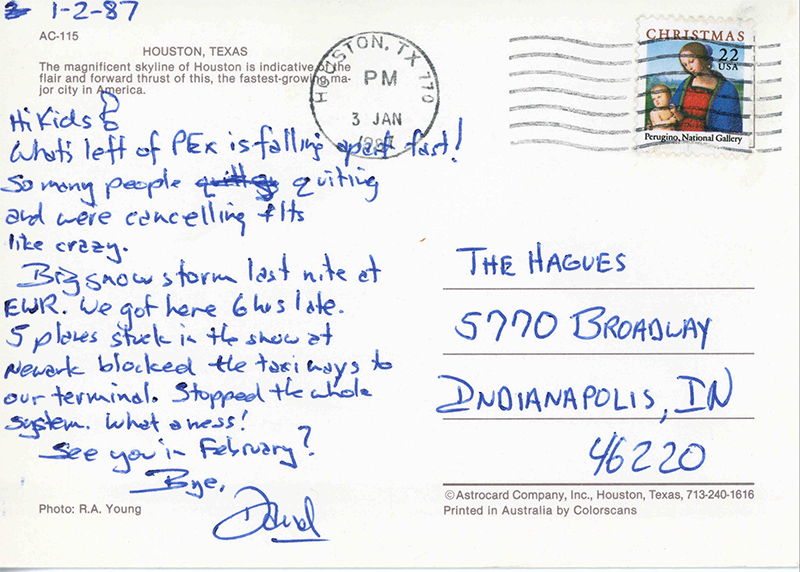 1-2-87
AC-115
HOUSTON, TEXAS
The magnificent skyline of Houston is indicative of the
flair and forward thrust of this, the fastest-growing ma-
jor city in America.
HOUSTON, TX 770
PM
3 JAN
1987
CHRISTMAS
22
USA
Perugino, National Gallery
Hi Kids
What's left of PEx is falling apart fast!
So many people quiting
and were cancelling flts
like crazy.
Big snow storm last nite at
EWR. We got here 6 hrs late.
5 planes stuck in the snow at
Newark blocked the taxi ways to
our terminal. Stopped the whole
system. What a mess!
See you in February?
Bye,
David
THE HAGUES
5770 BROADWAY
INDIANAPOLIS, IN
46220
Photo: R.A. Young
© Astrocard Company, Inc., Houston, Texas, 713-240-1616
Printed in Australia by Colorscans